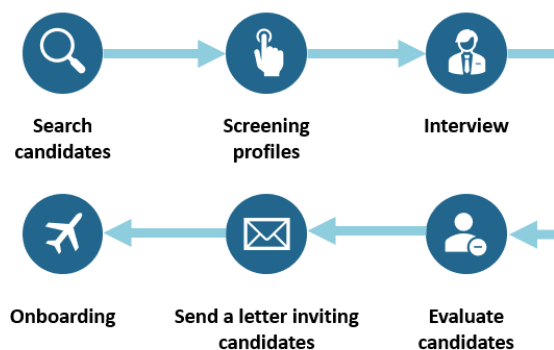 Search
candidates
Screening
profiles
Interview
Onboarding
Send a letter inviting
candidates
Evaluate
candidates